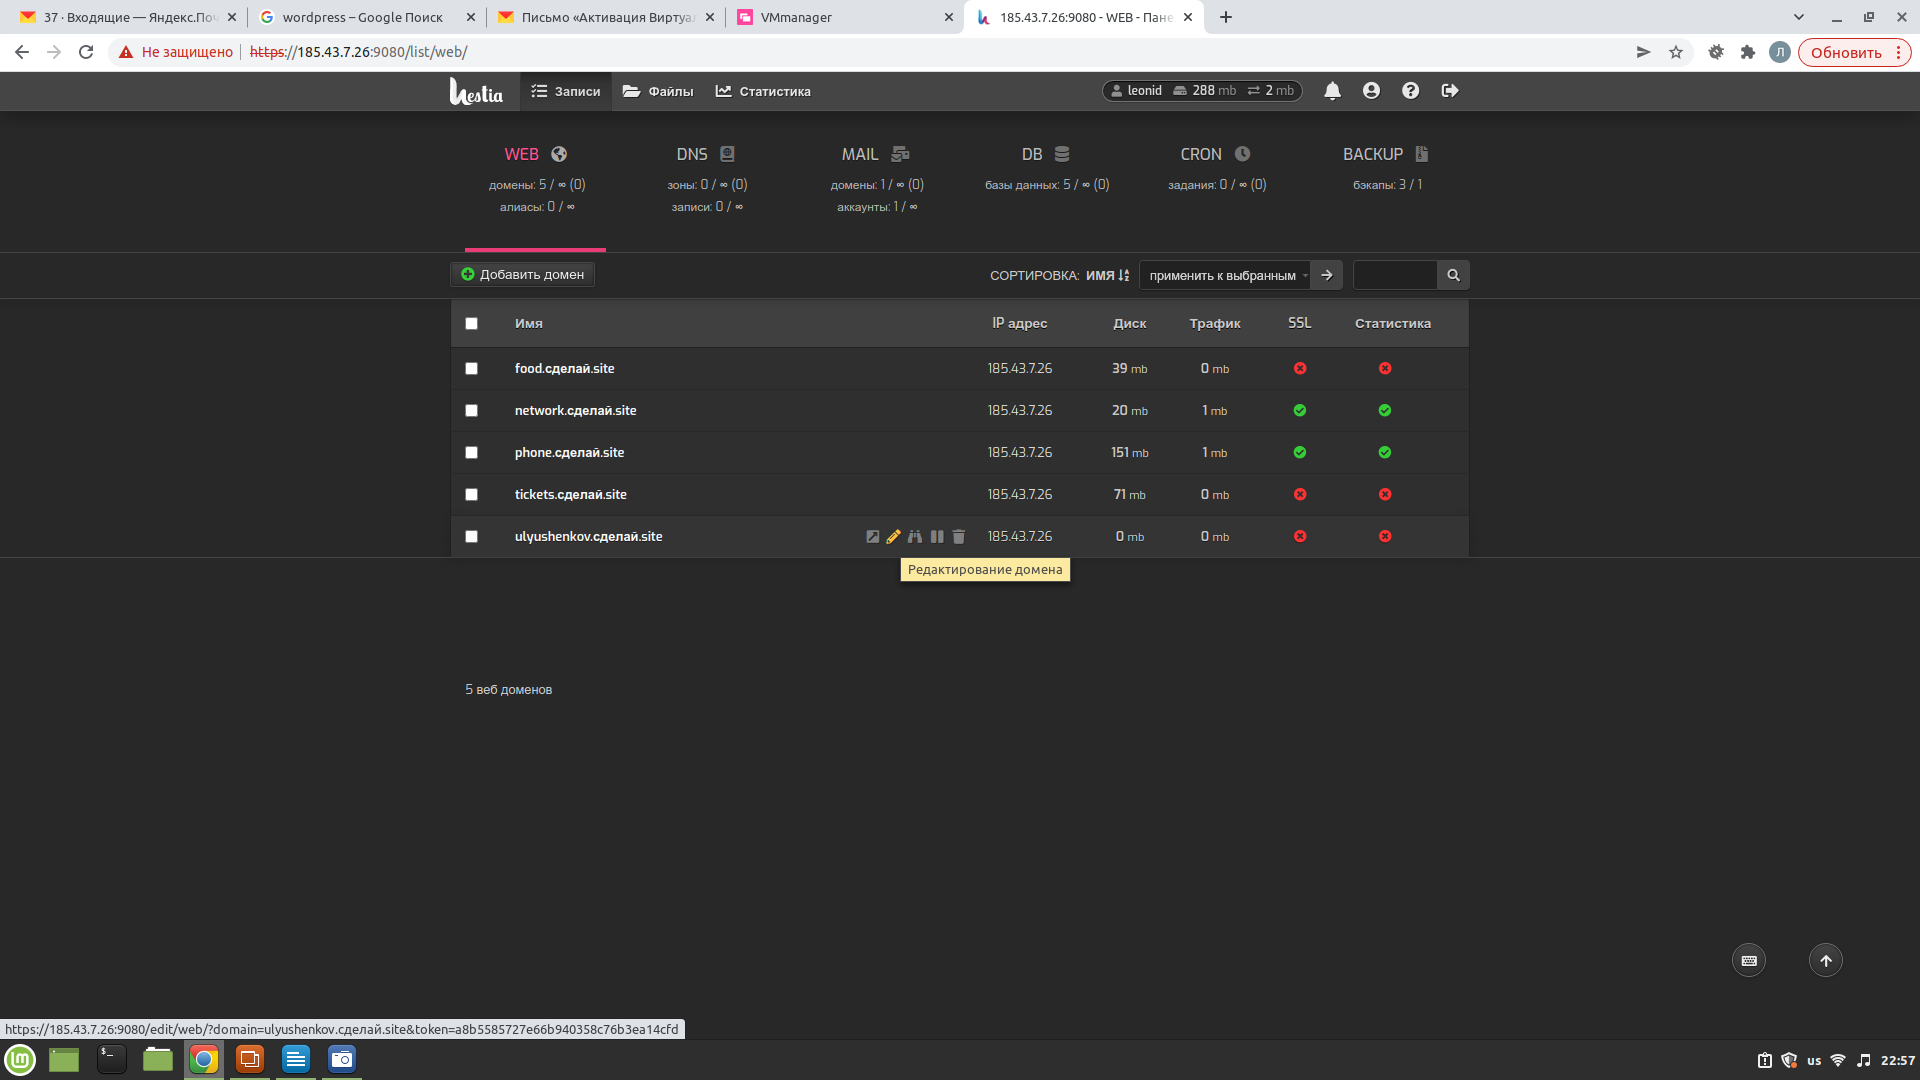 37 · Входящие — Яндекс.Поч
wordpress – Google Поиск
Письмо «Активация Виртуал
VMmanager
185.43.7.26:9080 - WEB - Пане
Не защищено
https://185.43.7.26:9080/list/web/
Л
Обновить
hestia
Записи
Файлы
Статистика
leonid 288 mb 2 mb
WEB
домены: 5 / ∞ (0)
алиасы: 0 / ∞
DNS
зоны: 0 / ∞ (0)
записи: 0 / ∞
MAIL
домены: 1 / ∞ (0)
аккаунты: 1 / ∞
DB
базы данных: 5 / ∞ (0)
CRON
задания: 0 / ∞ (0)
BACKUP
бэкапы: 3 / 1
Добавить домен
СОРТИРОВКА: ИМЯ
применить к выбранным
Имя IP адрес Диск Трафик SSL Статистика
food.сделай.site 185.43.7.26 39 mb 0 mb
network.сделай.site 185.43.7.26 20 mb 1 mb
phone.сделай.site 185.43.7.26 151 mb 1 mb
tickets.сделай.site 185.43.7.26 71 mb 0 mb
ulyushenkov.сделай.site 185.43.7.26 0 mb 0 mb
Редактирование домена
5 веб доменов
https://185.43.7.26:9080/edit/web/?domain=ulyushenkov.сделай.site&token=a8b5585727e66b940358c76b3ea14cfd
us
22:57